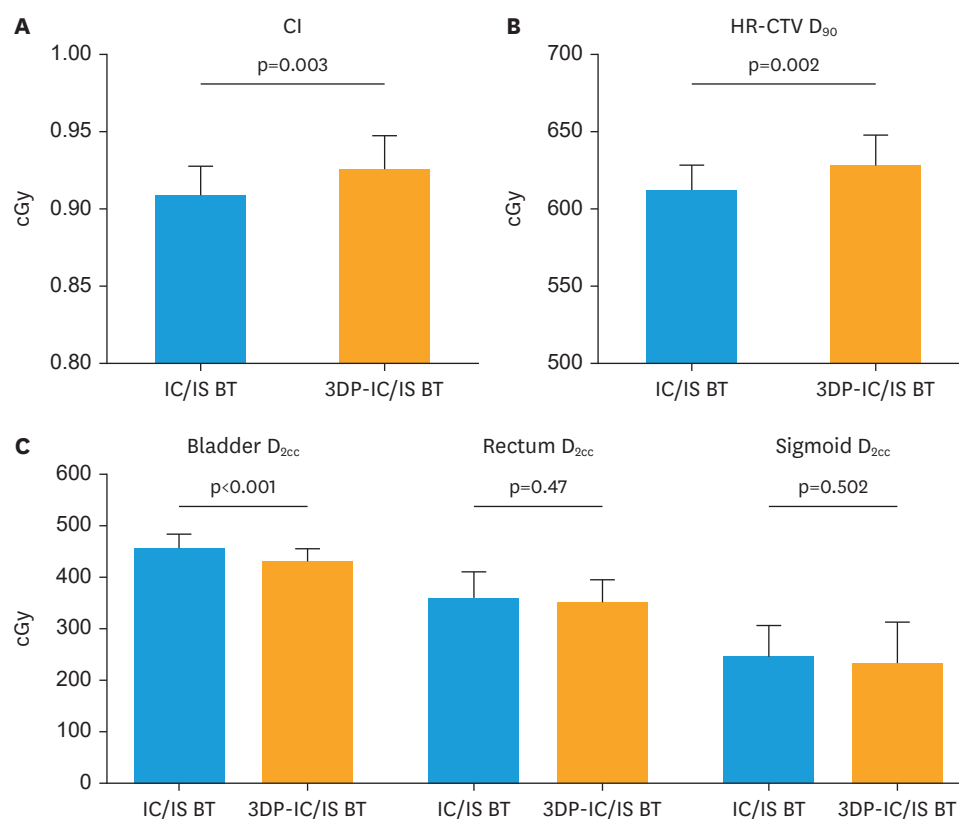 A
CI
1.00
0.95
0.90
0.85
0.80
cGy
p=0.003
IC/IS BT
3DP-IC/IS BT
B
HR-CTV D₉₀
700
650
600
550
500
cGy
p=0.002
IC/IS BT
3DP-IC/IS BT
C
Bladder D₂cc
Rectum D₂cc
Sigmoid D₂cc
600
500
400
300
200
100
0
cGy
p<0.001
p=0.47
p=0.502
IC/IS BT
3DP-IC/IS BT
IC/IS BT
3DP-IC/IS BT
IC/IS BT
3DP-IC/IS BT